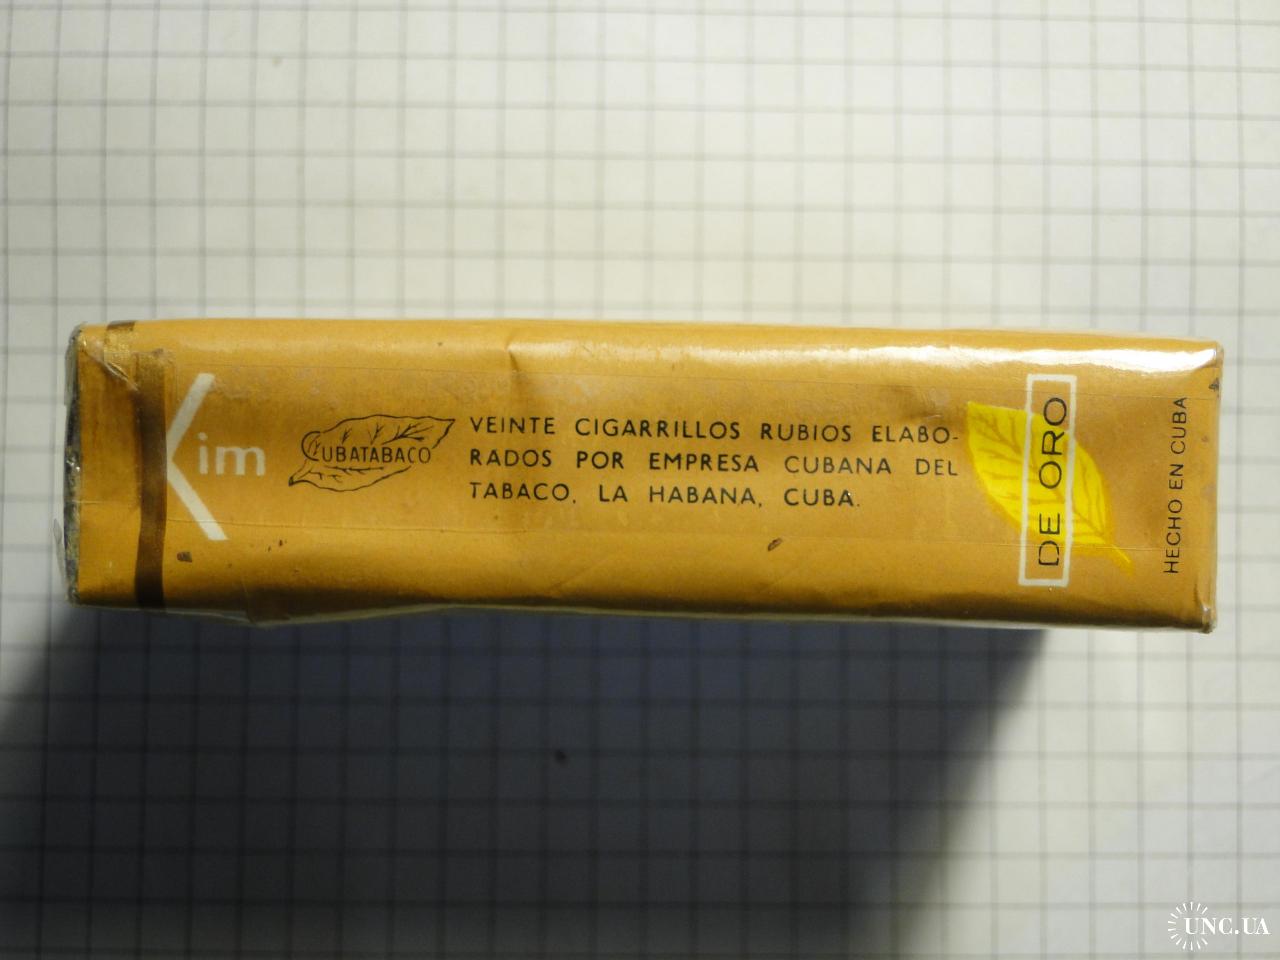 Kim
CUBATABACO
VEINTE CIGARRILLOS RUBIOS ELABO-
RADOS POR EMPRESA CUBANA DEL
TABACO. LA HABANA, CUBA.
DE ORO
HECHO EN CUBA
UNC.UA